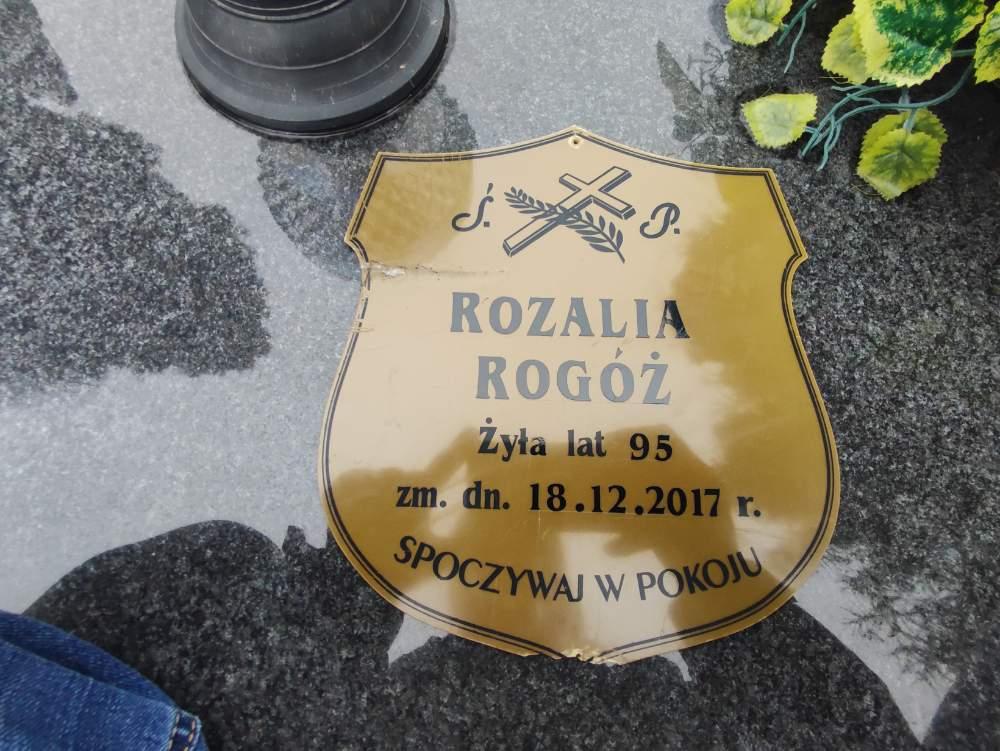 Ś. P.
ROZALIA
ROGÓŻ
Żyła lat 95
zm. dn. 18.12.2017 r.
SPOCZYWAJ W POKOJU